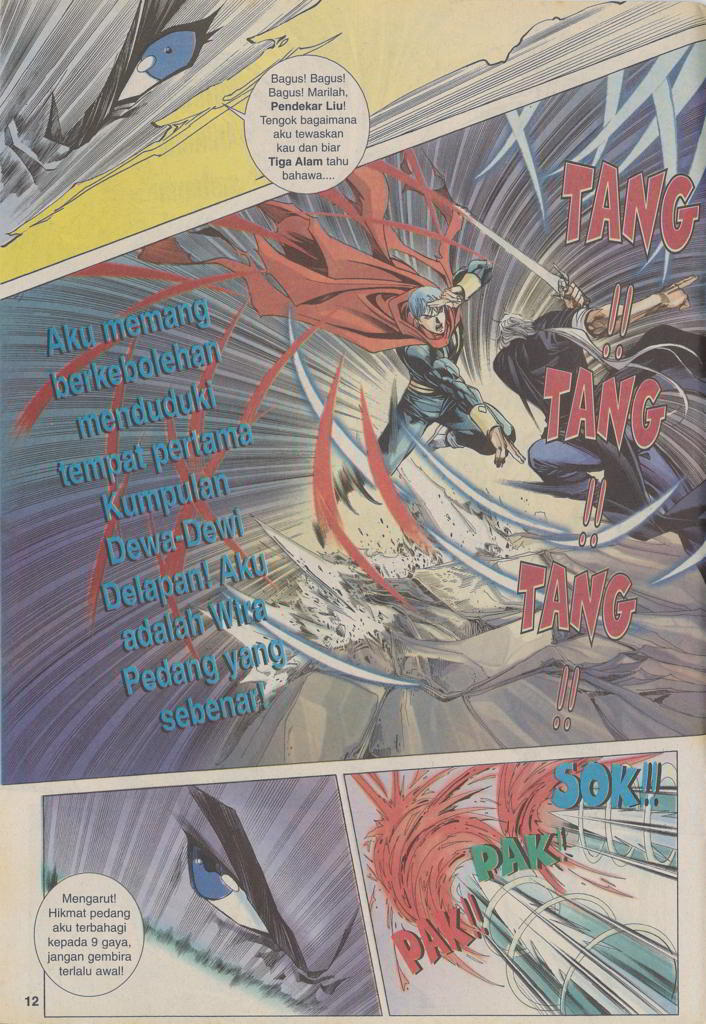 Bagus! Bagus!
Bagus! Marilah,
Pendekar Liu!
Tengok bagaimana
aku tewaskan
kau dan biar
Tiga Alam tahu
bahawa....
TANG
!!
TANG
!!
TANG
!!
Aku memang
berkebolehan
menduduki
tempat pertama
Kumpulan
Dewa-Dewi
Delapan! Aku
adalah Wira
Pedang yang
sebenar!
Mengarut!
Hikmat pedang
aku terbahagi
kepada 9 gaya,
jangan gembira
terlalu awal!
SOK!!!
PAK!!
PAK!!
12